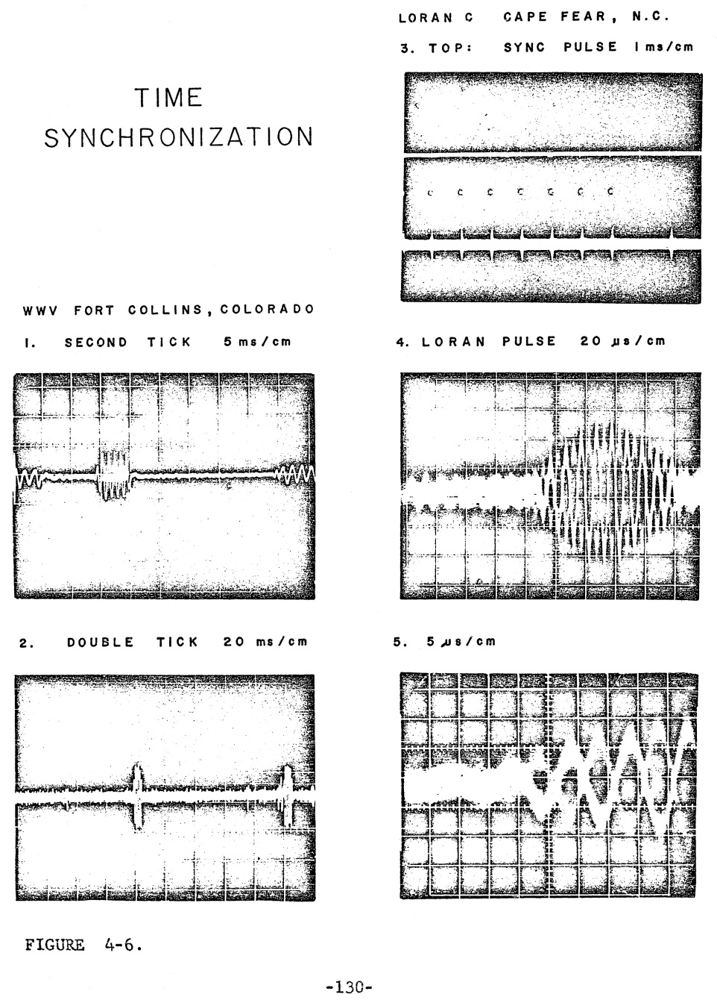 TIME
SYNCHRONIZATION
WWV FORT COLLINS, COLORADO
1. SECOND TICK 5 ms/cm
2. DOUBLE TICK 20 ms/cm
LORAN C CAPE FEAR, N.C.
3. TOP: SYNC PULSE 1 ms/cm
C C C C C C C
4. LORAN PULSE 20 µs/cm
5. 5 µs/cm
FIGURE 4-6.
-130-